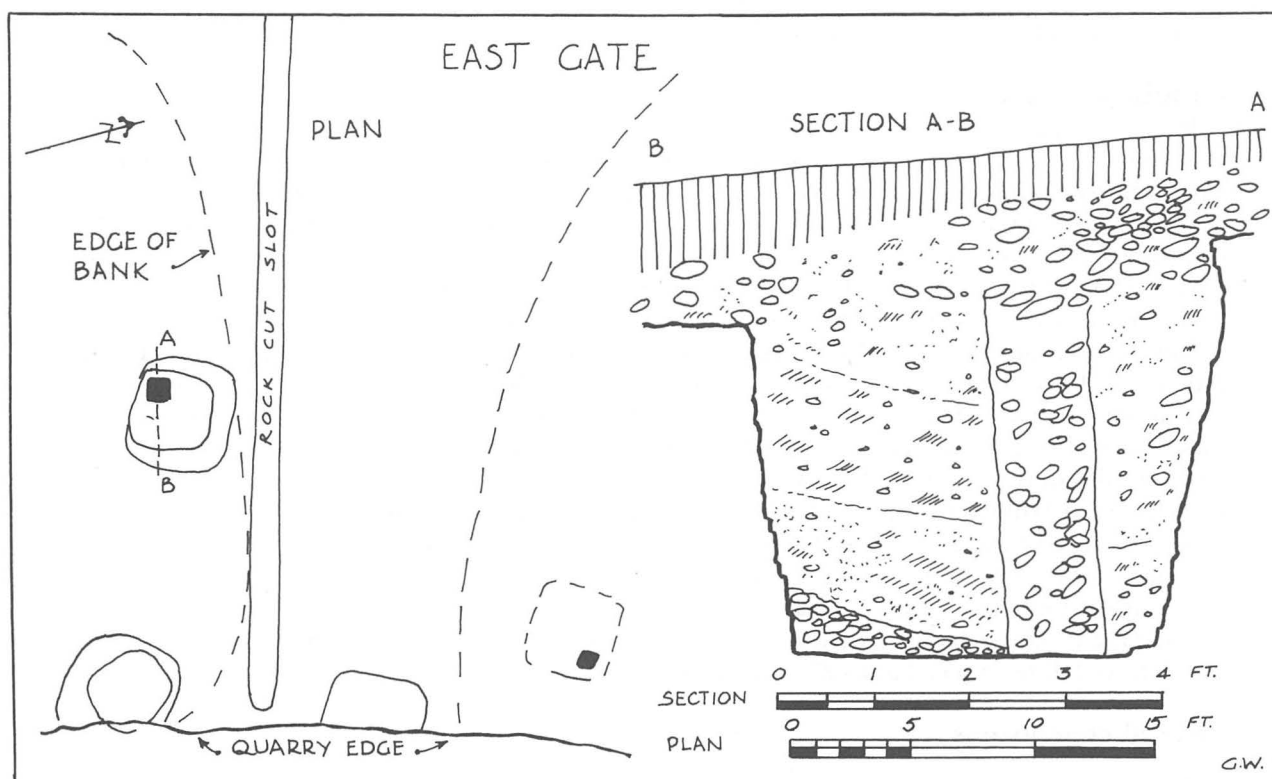 EAST GATE
PLAN
Z
EDGE OF
BANK
ROCK CUT SLOT
A
B
QUARRY EDGE
SECTION A-B
B
A
0 1 2 3 4 FT.
SECTION
0 5 10 15 FT.
PLAN
G.W.